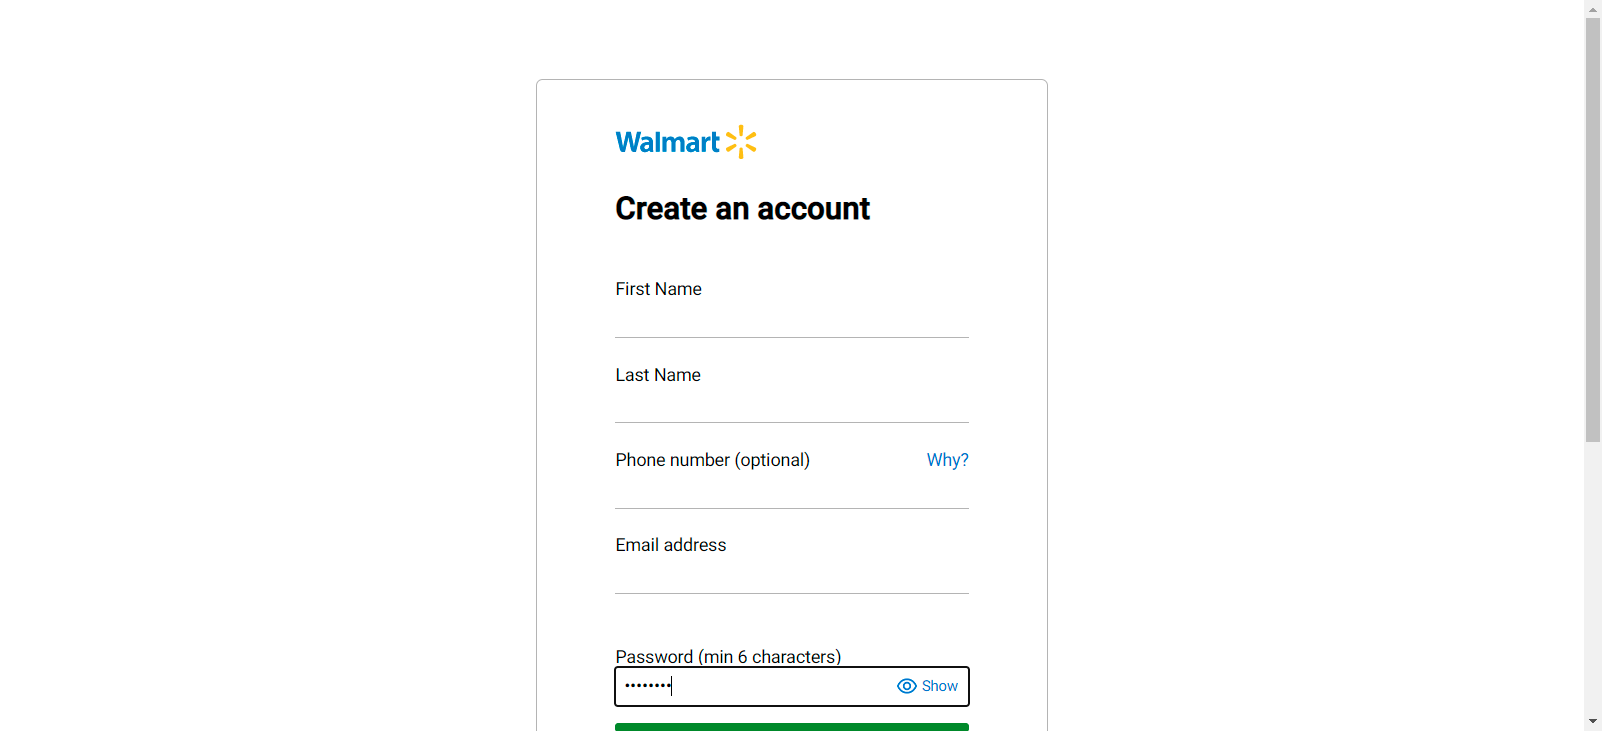 Walmart
Create an account
First Name
Last Name
Phone number (optional) Why?
Email address
Password (min 6 characters)
•••••••• Show